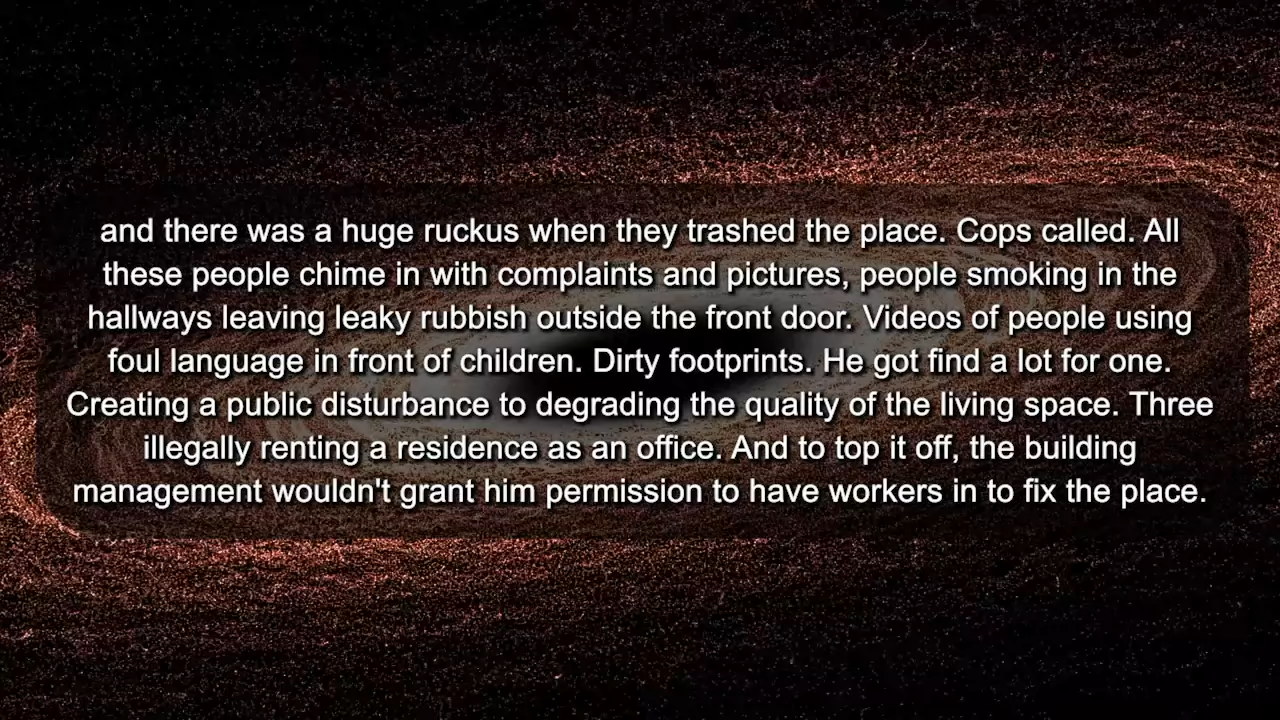 and there was a huge ruckus when they trashed the place. Cops called. All
these people chime in with complaints and pictures, people smoking in the
hallways leaving leaky rubbish outside the front door. Videos of people using
foul language in front of children. Dirty footprints. He got find a lot for one.
Creating a public disturbance to degrading the quality of the living space. Three
illegally renting a residence as an office. And to top it off, the building
management wouldn't grant him permission to have workers in to fix the place.